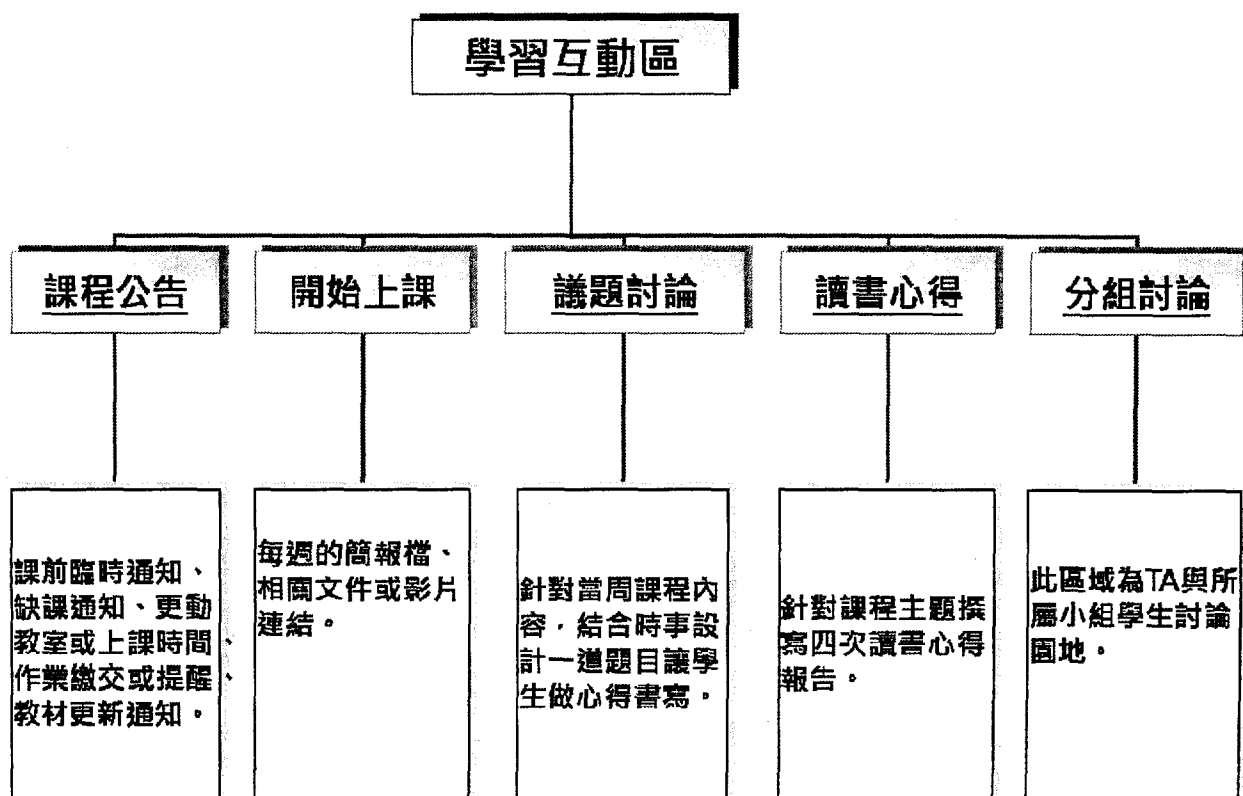 學習互動區
課程公告
開始上課
議題討論
讀書心得
分組討論
課前臨時通知、
缺課通知、更動
教室或上課時間、
作業繳交或提醒、
教材更新通知。
每週的簡報檔、
相關文件或影片
連結。
針對當周課程內
容，結合時事設
計一道題目讓學
生做心得書寫。
針對課程主題撰
寫四次讀書心得
報告。
此區域為TA與所
屬小組學生討論
園地。